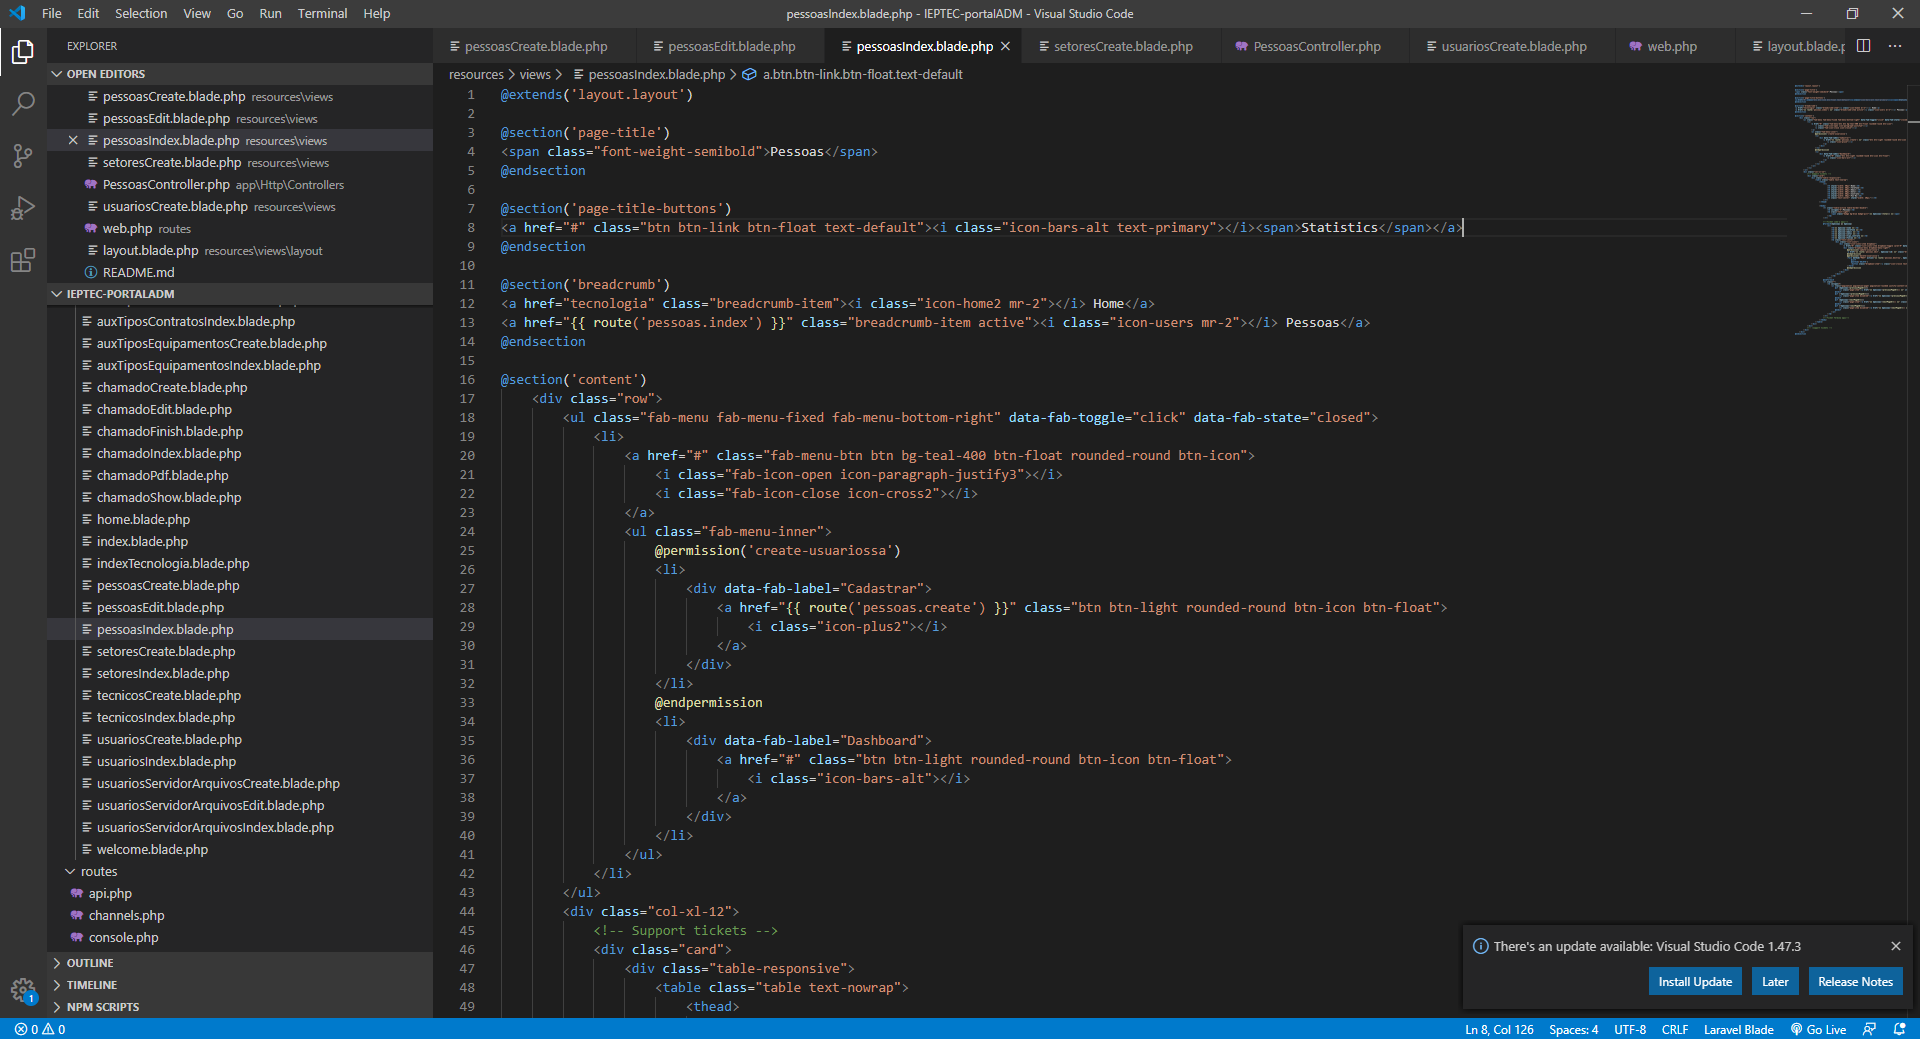 File Edit Selection View Go Run Terminal Help
pessoasIndex.blade.php - IEPTEC-portalADM - Visual Studio Code
EXPLORER
OPEN EDITORS
pessoasCreate.blade.php resources\views
pessoasEdit.blade.php resources\views
pessoasIndex.blade.php resources\views
setoresCreate.blade.php resources\views
PessoasController.php app\Http\Controllers
usuariosCreate.blade.php resources\views
web.php routes
layout.blade.php resources\views\layout
README.md
IEPTEC-PORTALADM
auxTiposContratosIndex.blade.php
auxTiposEquipamentosCreate.blade.php
auxTiposEquipamentosIndex.blade.php
chamadoCreate.blade.php
chamadoEdit.blade.php
chamadoFinish.blade.php
chamadoIndex.blade.php
chamadoPdf.blade.php
chamadoShow.blade.php
home.blade.php
index.blade.php
indexTecnologia.blade.php
pessoasCreate.blade.php
pessoasEdit.blade.php
pessoasIndex.blade.php
setoresCreate.blade.php
setoresIndex.blade.php
tecnicosCreate.blade.php
tecnicosIndex.blade.php
usuariosCreate.blade.php
usuariosIndex.blade.php
usuariosServidorArquivosCreate.blade.php
usuariosServidorArquivosEdit.blade.php
usuariosServidorArquivosIndex.blade.php
welcome.blade.php
routes
api.php
channels.php
console.php
OUTLINE
TIMELINE
NPM SCRIPTS
pessoasCreate.blade.php pessoasEdit.blade.php pessoasIndex.blade.php setoresCreate.blade.php PessoasController.php usuariosCreate.blade.php web.php layout.blade.p
resources > views > pessoasIndex.blade.php > a.btn.btn-link.btn-float.text-default
1 @extends('layout.layout')
2
3 @section('page-title')
4 <span class="font-weight-semibold">Pessoas</span>
5 @endsection
6
7 @section('page-title-buttons')
8 <a href="#" class="btn btn-link btn-float text-default"><i class="icon-bars-alt text-primary"></i><span>Statistics</span></a>
9 @endsection
10
11 @section('breadcrumb')
12 <a href="tecnologia" class="breadcrumb-item"><i class="icon-home2 mr-2"></i> Home</a>
13 <a href="{{ route('pessoas.index') }}" class="breadcrumb-item active"><i class="icon-users mr-2"></i> Pessoas</a>
14 @endsection
15
16 @section('content')
17 <div class="row">
18 <ul class="fab-menu fab-menu-fixed fab-menu-bottom-right" data-fab-toggle="click" data-fab-state="closed">
19 <li>
20 <a href="#" class="fab-menu-btn btn bg-teal-400 btn-float rounded-round btn-icon">
21 <i class="fab-icon-open icon-paragraph-justify3"></i>
22 <i class="fab-icon-close icon-cross2"></i>
23 </a>
24 <ul class="fab-menu-inner">
25 @permission('create-usuariossa')
26 <li>
27 <div data-fab-label="Cadastrar">
28 <a href="{{ route('pessoas.create') }}" class="btn btn-light rounded-round btn-icon btn-float">
29 <i class="icon-plus2"></i>
30 </a>
31 </div>
32 </li>
33 @endpermission
34 <li>
35 <div data-fab-label="Dashboard">
36 <a href="#" class="btn btn-light rounded-round btn-icon btn-float">
37 <i class="icon-bars-alt"></i>
38 </a>
39 </div>
40 </li>
41 </ul>
42 </li>
43 </ul>
44 <div class="col-xl-12">
45 <!-- Support tickets -->
46 <div class="card">
47 <div class="table-responsive">
48 <table class="table text-nowrap">
49 <thead>
There's an update available: Visual Studio Code 1.47.3
Install Update Later Release Notes
1
0 0
Ln 8, Col 126 Spaces: 4 UTF-8 CRLF Laravel Blade Go Live